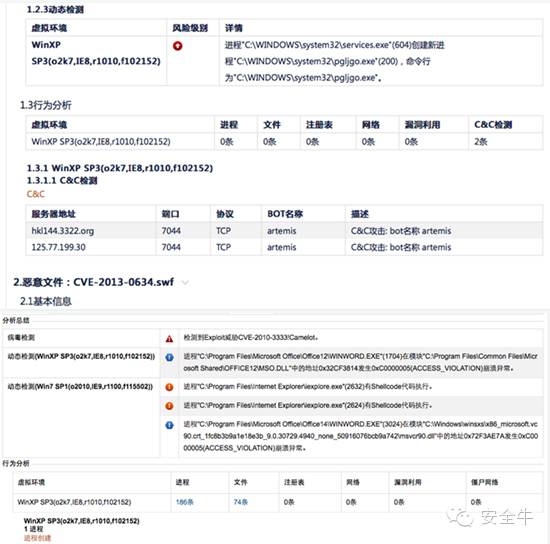 1.2.3动态检测
虚拟环境 风险级别 详情
WinXP
SP3(o2k7,IE8,r1010,f102152)
进程"C:\WINDOWS\system32\services.exe"(604)创建新进
程"C:\WINDOWS\system32\pgljgo.exe"(200)，命令行
为"C:\WINDOWS\system32\pgljgo.exe"。
1.3行为分析
虚拟环境 进程 文件 注册表 网络 漏洞利用 C&C检测
WinXP SP3(o2k7,IE8,r1010,f102152) 0条 0条 0条 0条 0条 2条
1.3.1 WinXP SP3(o2k7,IE8,r1010,f102152)
1.3.1.1 C&C检测
C&C
服务器地址 端口 协议 BOT名称 描述
hkl144.3322.org 7044 TCP artemis C&C攻击: bot名称 artemis
125.77.199.30 7044 TCP artemis C&C攻击: bot名称 artemis
2.恶意文件：CVE-2013-0634.swf
2.1基本信息
分析总结
病毒检测 检测到Exploit威胁CVE-2010-3333!Camelot。
动态检测(WinXP SP3(o2k7,IE8,r1010,f102152)) 进程"C:\Program Files\Microsoft Office\Office12\WINWORD.EXE"(1704)在模块"C:\Program Files\Common Files\Micr
osoft Shared\OFFICE12\MSO.DLL"中的地址0x32CF3814发生0xC0000005(ACCESS_VIOLATION)崩溃异常。
动态检测(Win7 SP1(o2010,IE9,r1100,f115502)) 进程"C:\Program Files\Internet Explorer\iexplore.exe"(2632)有Shellcode代码执行。
进程"C:\Program Files\Internet Explorer\iexplore.exe"(2624)有Shellcode代码执行。
进程"C:\Program Files\Microsoft Office\Office14\WINWORD.EXE"(3024)在模块"C:\Windows\winsxs\x86_microsoft.vc
90.crt_1fc8b3b9a1e18e3b_9.0.30729.4940_none_50916076bcb9a742\msvcr90.dll"中的地址0x72F3AE7A发生0xC0
000005(ACCESS_VIOLATION)崩溃异常。
行为分析
虚拟环境 进程 文件 注册表 网络 漏洞利用 僵尸网络
WinXP SP3(o2k7,IE8,r1010,f102152) 186条 74条 0条 0条 0条 0条
WinXP SP3(o2k7,IE8,r1010,f102152)
1 进程
进程创建
安全牛